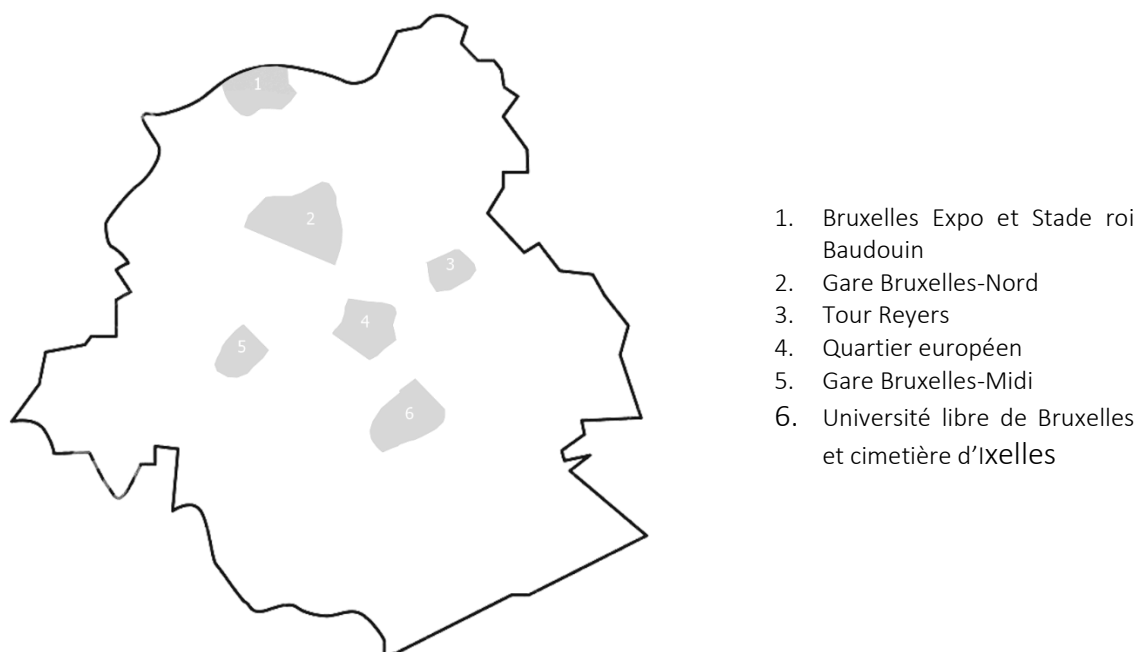 1
2
3
4
5
6
1. Bruxelles Expo et Stade roi
Baudouin
2. Gare Bruxelles-Nord
3. Tour Reyers
4. Quartier européen
5. Gare Bruxelles-Midi
6. Université libre de Bruxelles
et cimetière d'Ixelles